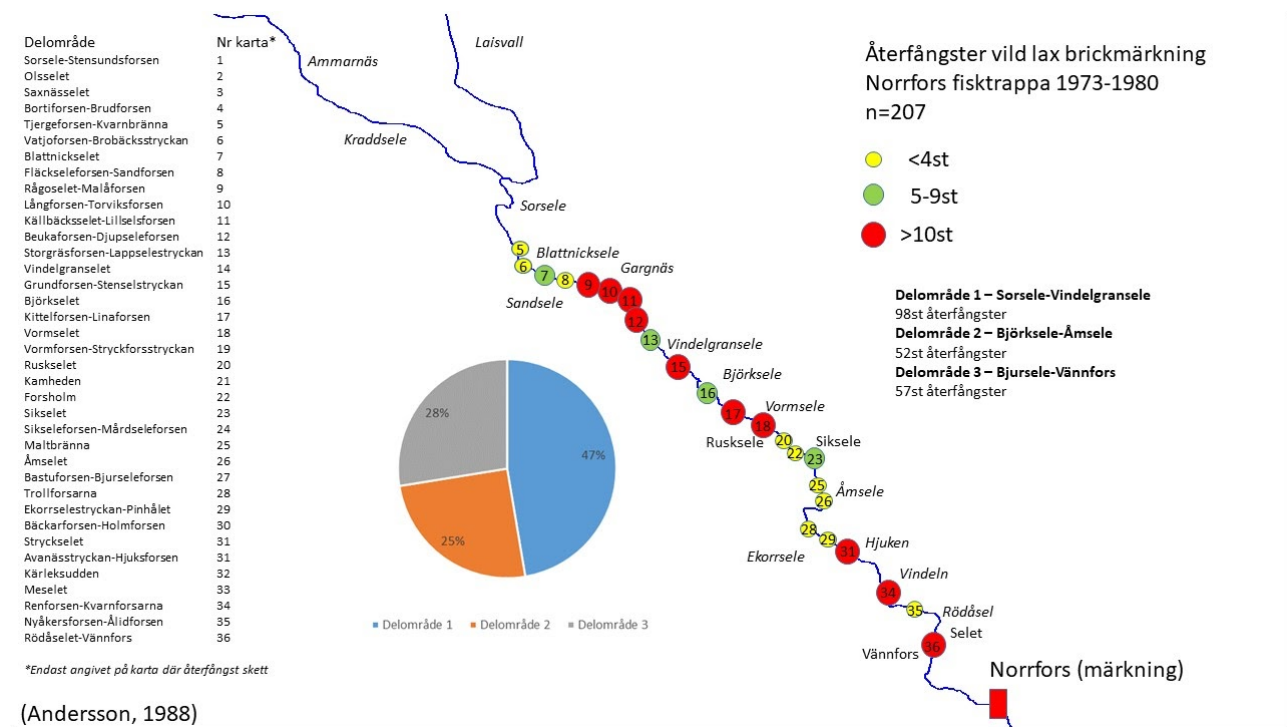 Delområde Nr karta*
Sorsele-Stensundsforsen 1
Olsselet 2
Saxnässelet 3
Bortiforsen-Brudforsen 4
Tjergeforsen-Kvarnbränna 5
Vatjoforsen-Brobäcksstryckan 6
Blattnickselet 7
Fläckseleforsen-Sandforsen 8
Rågoselet-Malåforsen 9
Långforsen-Torviksforsen 10
Källbäcksselet-Lillselsforsen 11
Beukaforsen-Djupseleforsen 12
Storgräsforsen-Lappselestryckan 13
Vindelgranselet 14
Grundforsen-Stenselstryckan 15
Björkselet 16
Kittelforsen-Linaforsen 17
Vormselet 18
Vormforsen-Stryckforsstryckan 19
Ruskselet 20
Kamheden 21
Forsholm 22
Sikselet 23
Sikseleforsen-Mårdseleforsen 24
Maltbränna 25
Åmselet 26
Bastuforsen-Bjurseleforsen 27
Trollforsarna 28
Ekorrselestryckan-Pinhålet 29
Bäckarforsen-Holmforsen 30
Stryckselet 31
Avanässtryckan-Hjuksforsen 31
Kärleksudden 32
Meselet 33
Renforsen-Kvarnforsarna 34
Nyåkersforsen-Ålidforsen 35
Rödåselet-Vännfors 36
*Endast angivet på karta där återfångst skett
(Andersson, 1988)
Laisvall
Ammarnäs
Kraddsele
Sorsele
5
Blattnicksele
6
7
8
Gargnäs
9
10
11
Sandsele
12
13
Vindelgransele
15
Björksele
16
17
Vormsele
18
Rusksele
20
Siksele
22
23
25
Åmsele
26
28
29
Ekorrsele
31
Hjuken
Vindeln
34
35
Rödåsel
Selet
36
Vännfors
Norrfors (märkning)
28%
47%
25%
Delområde 1 Delområde 2 Delområde 3
Återfångster vild lax brickmärkning
Norrfors fisktrappa 1973-1980
n=207
<4st
5-9st
>10st
Delområde 1 – Sorsele-Vindelgransele
98st återfångster
Delområde 2 – Björksele-Åmsele
52st återfångster
Delområde 3 – Bjursele-Vännfors
57st återfångster